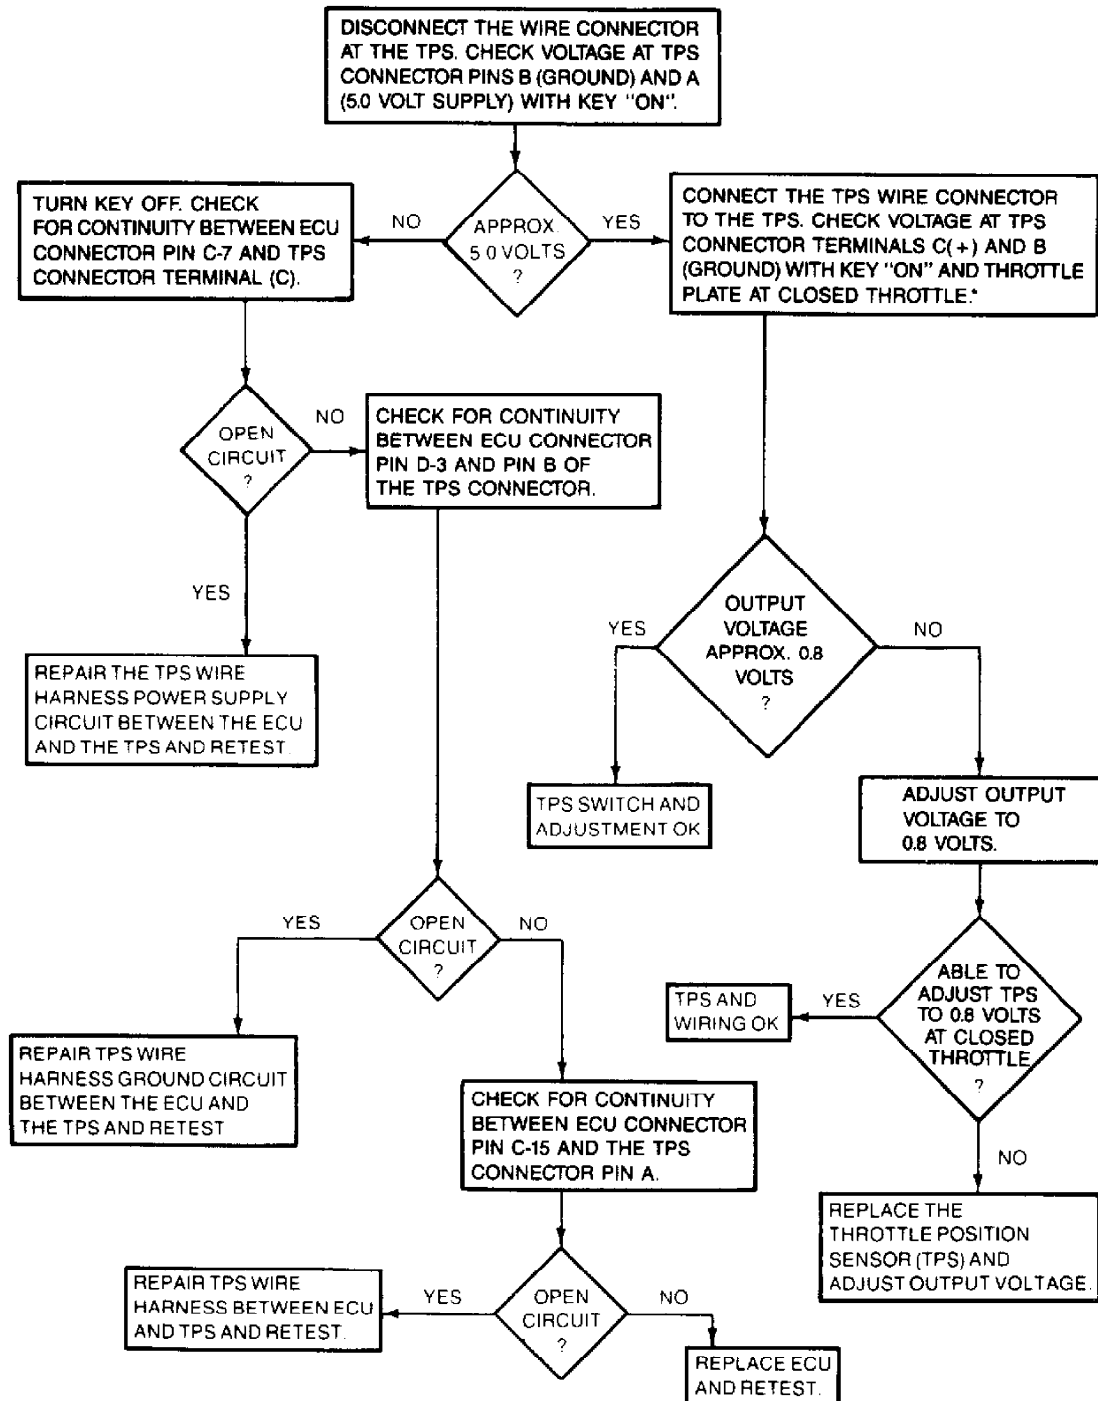 DISCONNECT THE WIRE CONNECTOR
AT THE TPS. CHECK VOLTAGE AT TPS
CONNECTOR PINS B (GROUND) AND A
(5.0 VOLT SUPPLY) WITH KEY "ON".
TURN KEY OFF. CHECK
FOR CONTINUITY BETWEEN ECU
CONNECTOR PIN C-7 AND TPS
CONNECTOR TERMINAL (C).
NO
APPROX.
5.0 VOLTS
?
YES
CONNECT THE TPS WIRE CONNECTOR
TO THE TPS. CHECK VOLTAGE AT TPS
CONNECTOR TERMINALS C(+) AND B
(GROUND) WITH KEY "ON" AND THROTTLE
PLATE AT CLOSED THROTTLE.*
OPEN
CIRCUIT
?
NO
CHECK FOR CONTINUITY
BETWEEN ECU CONNECTOR
PIN D-3 AND PIN B OF
THE TPS CONNECTOR.
YES
REPAIR THE TPS WIRE
HARNESS POWER SUPPLY
CIRCUIT BETWEEN THE ECU
AND THE TPS AND RETEST.
YES
OUTPUT
VOLTAGE
APPROX. 0.8
VOLTS
?
NO
TPS SWITCH AND
ADJUSTMENT OK
ADJUST OUTPUT
VOLTAGE TO
0.8 VOLTS.
YES
OPEN
CIRCUIT
?
NO
TPS AND
WIRING OK
YES
ABLE TO
ADJUST TPS
TO 0.8 VOLTS
AT CLOSED
THROTTLE
?
REPAIR TPS WIRE
HARNESS GROUND CIRCUIT
BETWEEN THE ECU AND
THE TPS AND RETEST
CHECK FOR CONTINUITY
BETWEEN ECU CONNECTOR
PIN C-15 AND THE TPS
CONNECTOR PIN A.
NO
REPLACE THE
THROTTLE POSITION
SENSOR (TPS) AND
ADJUST OUTPUT VOLTAGE.
REPAIR TPS WIRE
HARNESS BETWEEN ECU
AND TPS AND RETEST.
YES
OPEN
CIRCUIT
?
NO
REPLACE ECU
AND RETEST.